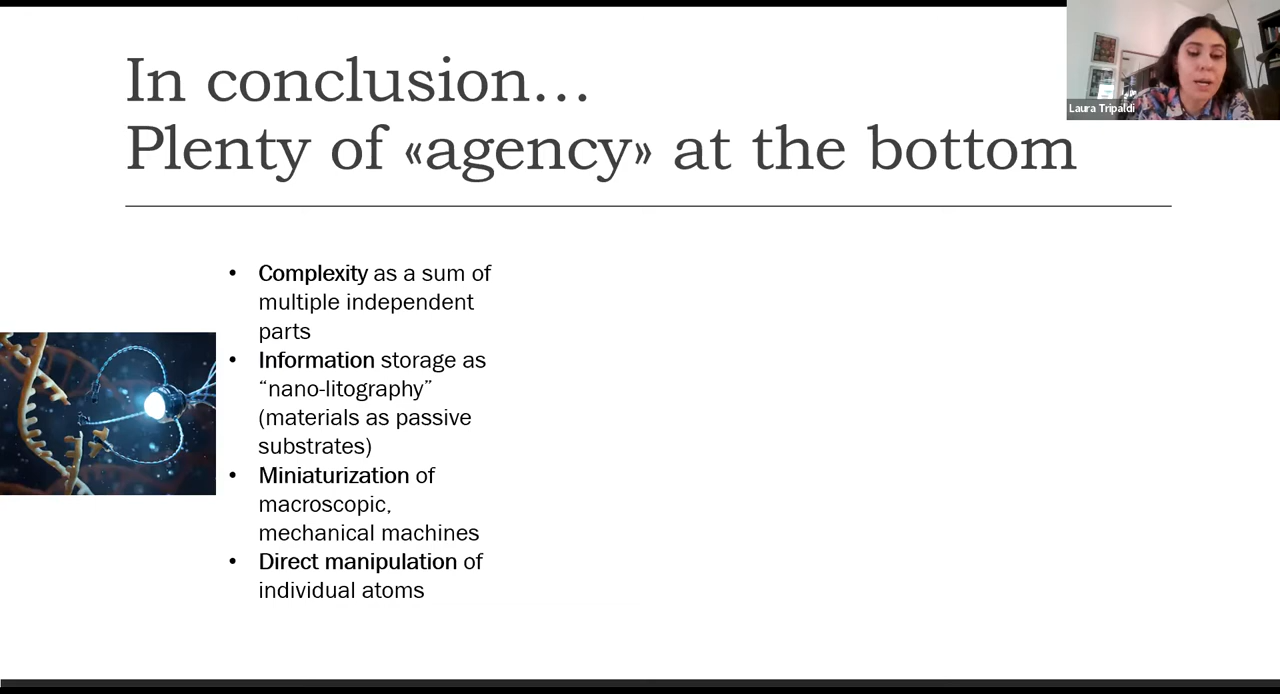 In conclusion…
Plenty of «agency» at the bottom
Laura Tripaldi
• Complexity as a sum of
multiple independent
parts
• Information storage as
“nano-litography”
(materials as passive
substrates)
• Miniaturization of
macroscopic,
mechanical machines
• Direct manipulation of
individual atoms